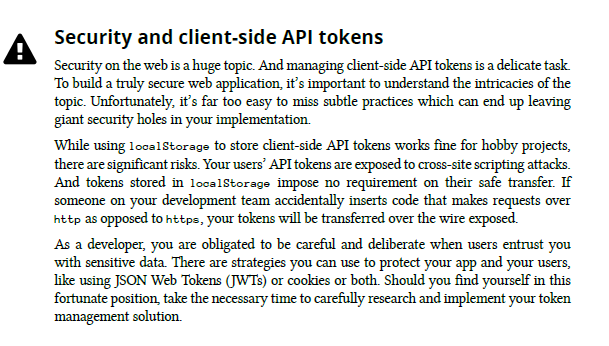 Security and client-side API tokens
Security on the web is a huge topic. And managing client-side API tokens is a delicate task.
To build a truly secure web application, it’s important to understand the intricacies of the
topic. Unfortunately, it’s far too easy to miss subtle practices which can end up leaving
giant security holes in your implementation.
While using localStorage to store client-side API tokens works fine for hobby projects,
there are significant risks. Your users’ API tokens are exposed to cross-site scripting attacks.
And tokens stored in localStorage impose no requirement on their safe transfer. If
someone on your development team accidentally inserts code that makes requests over
http as opposed to https, your tokens will be transferred over the wire exposed.
As a developer, you are obligated to be careful and deliberate when users entrust you
with sensitive data. There are strategies you can use to protect your app and your users,
like using JSON Web Tokens (JWTs) or cookies or both. Should you find yourself in this
fortunate position, take the necessary time to carefully research and implement your token
management solution.